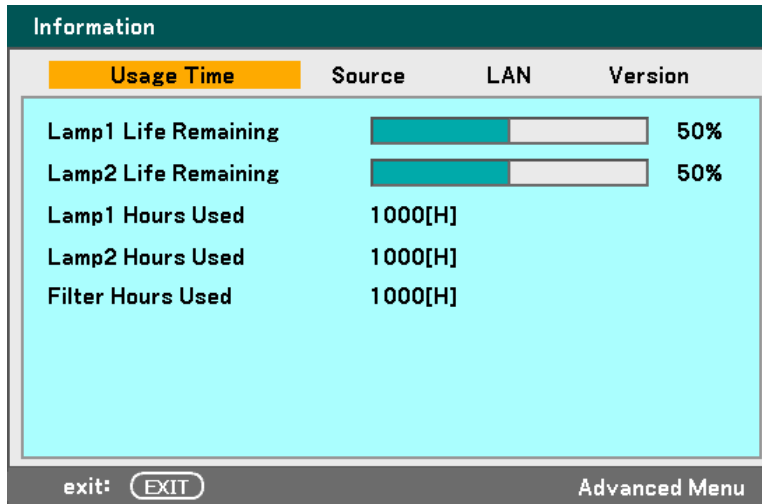 Information
Usage Time Source LAN Version
Lamp1 Life Remaining 50%
Lamp2 Life Remaining 50%
Lamp1 Hours Used 1000[H]
Lamp2 Hours Used 1000[H]
Filter Hours Used 1000[H]
exit: EXIT Advanced Menu